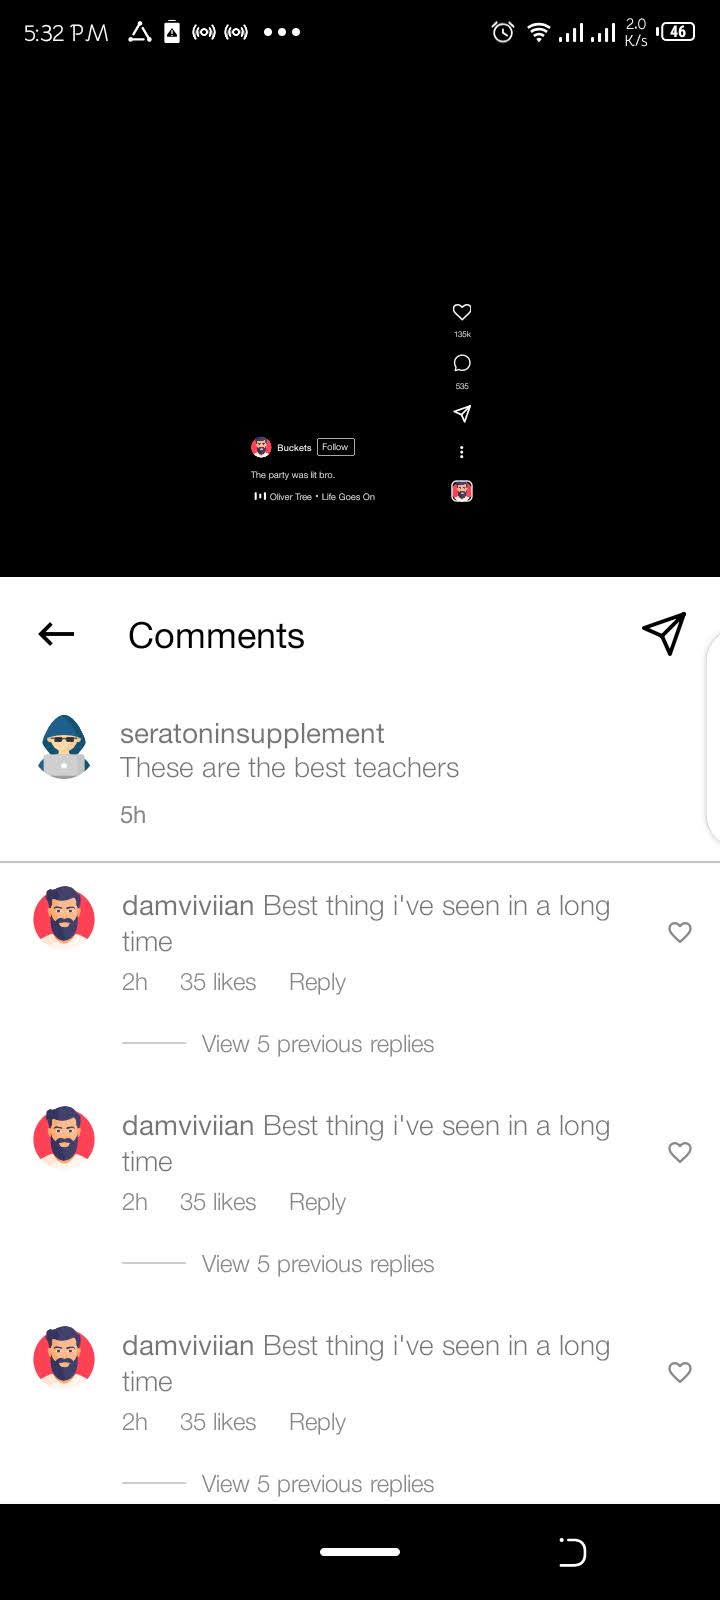 5:32 PM
2.0
K/s
46
135k
535
Buckets Follow
The party was lit bro.
Oliver Tree • Life Goes On
Comments
seratoninsupplement
These are the best teachers
5h
damviviian Best thing i've seen in a long
time
2h 35 likes Reply
View 5 previous replies
damviviian Best thing i've seen in a long
time
2h 35 likes Reply
View 5 previous replies
damviviian Best thing i've seen in a long
time
2h 35 likes Reply
View 5 previous replies